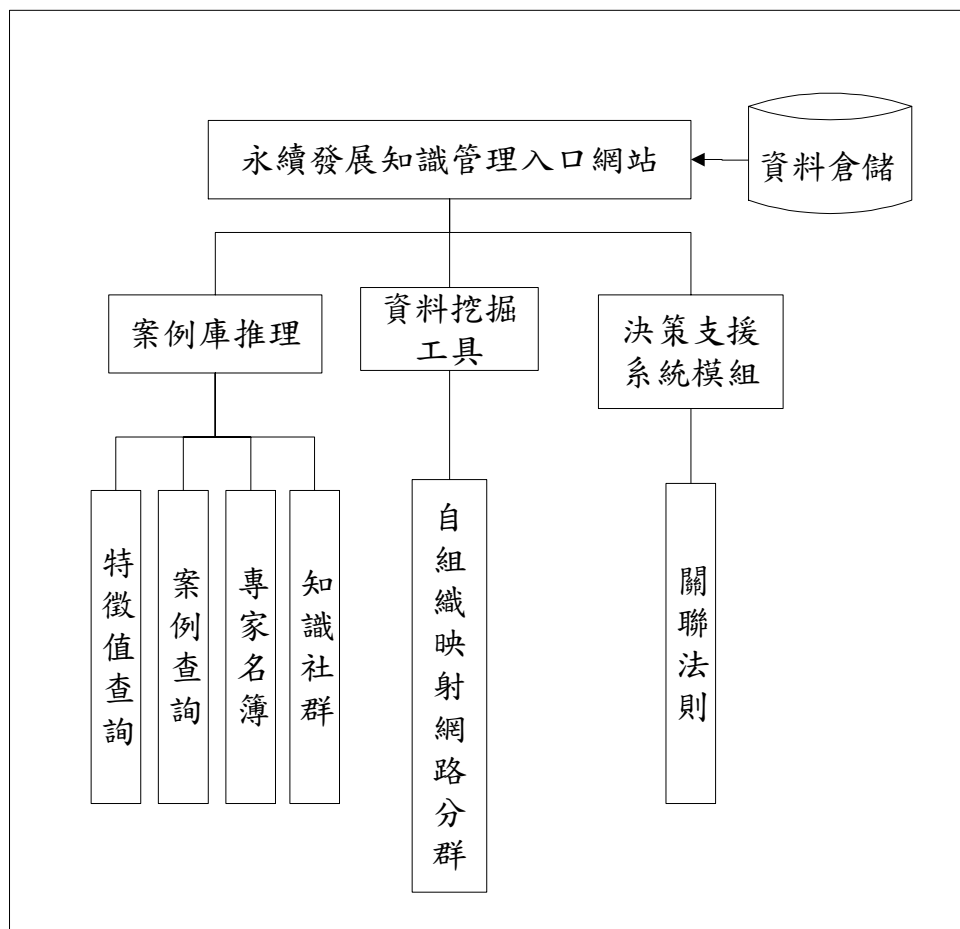 永續發展知識管理入口網站
資料倉儲
案例庫推理
資料挖掘
工具
決策支援
系統模組
特徵值查詢
案例查詢
專家名簿
知識社群
自組織映射網路分群
關聯法則